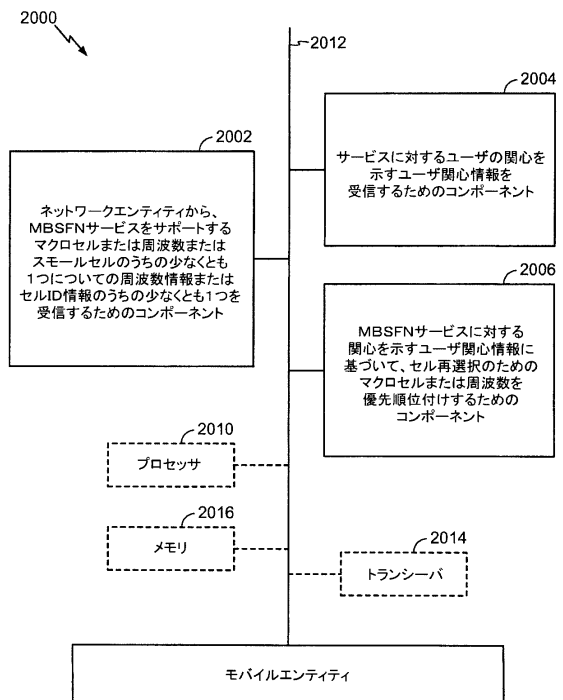 2000
2012
2004
サービスに対するユーザの関心を
示すユーザ関心情報を
受信するためのコンポーネント
2002
ネットワークエンティティから、
MBSFNサービスをサポートする
マクロセルまたは周波数または
スモールセルのうちの少なくとも
1つについての周波数情報または
セルID情報のうちの少なくとも1つを
受信するためのコンポーネント
2006
MBSFNサービスに対する
関心を示すユーザ関心情報に
基づいて、セル再選択のための
マクロセルまたは周波数を
優先順位付けするための
コンポーネント
2010
プロセッサ
2016
メモリ
2014
トランシーバ
モバイルエンティティ